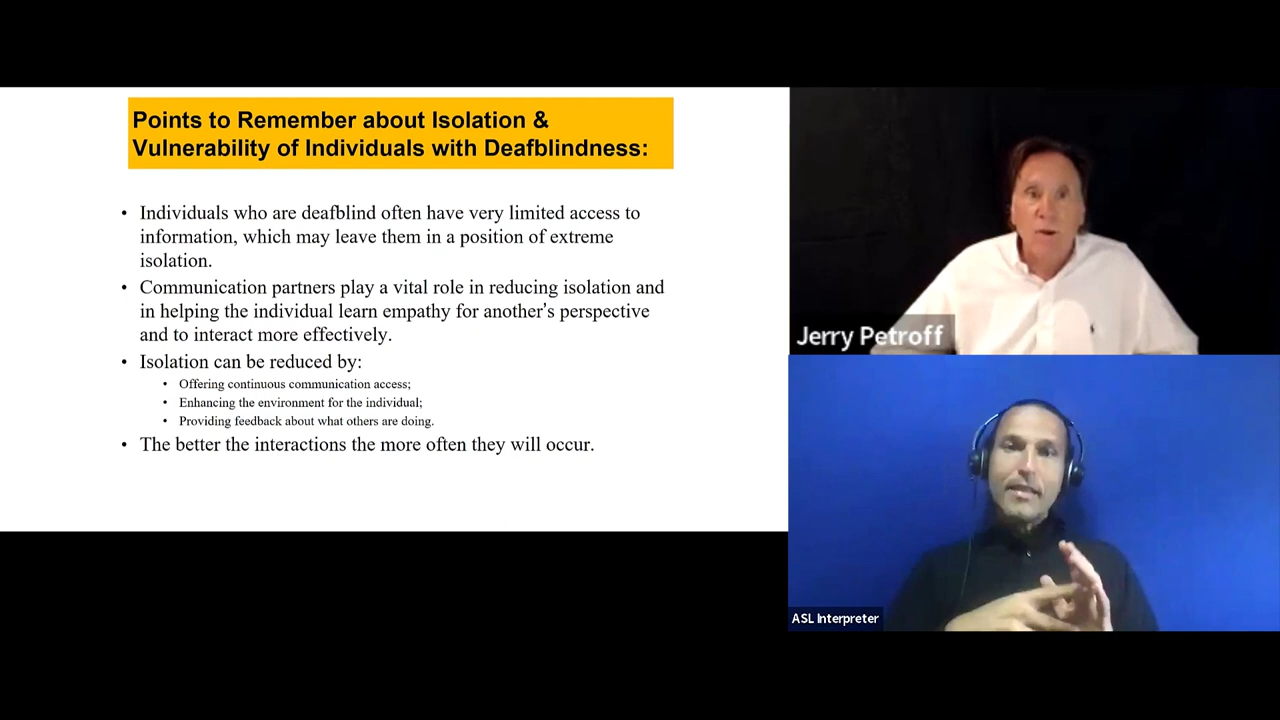 Points to Remember about Isolation &
Vulnerability of Individuals with Deafblindness:
• Individuals who are deafblind often have very limited access to
information, which may leave them in a position of extreme
isolation.
• Communication partners play a vital role in reducing isolation and
in helping the individual learn empathy for another's perspective
and to interact more effectively.
• Isolation can be reduced by:
• Offering continuous communication access;
• Enhancing the environment for the individual;
• Providing feedback about what others are doing.
• The better the interactions the more often they will occur.
Jerry Petroff
ASL Interpreter